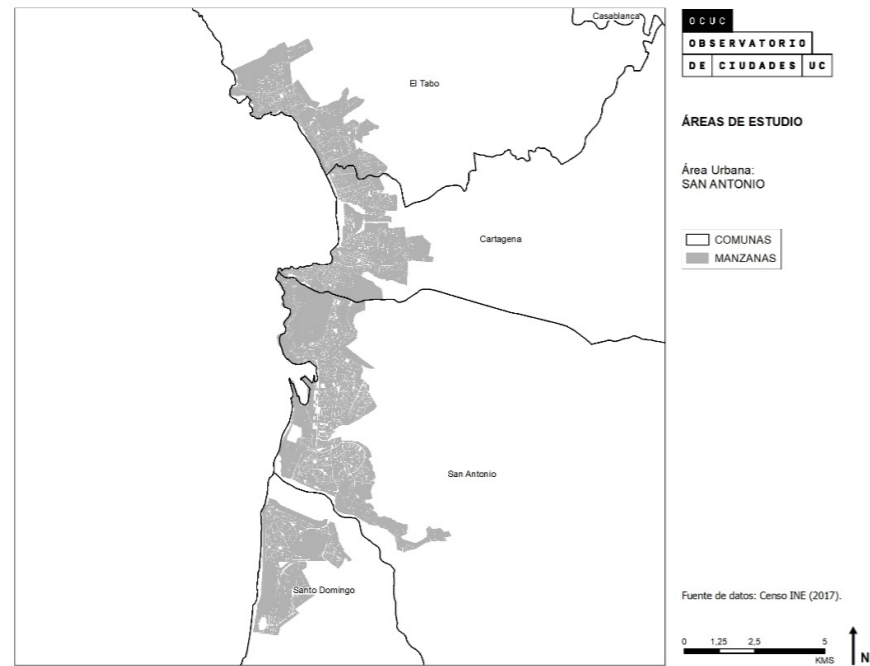 Casablanca
El Tabo
Cartagena
San Antonio
Santo Domingo
OCUC
OBSERVATORIO
DE CIUDADES UC
ÁREAS DE ESTUDIO
Área Urbana:
SAN ANTONIO
COMUNAS
MANZANAS
Fuente de datos: Censo INE (2017).
0 1,25 2,5 5
KMS
N